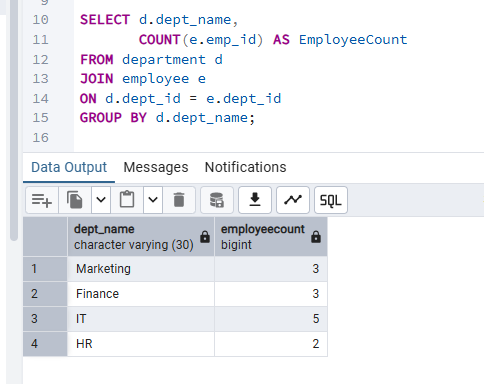 9
10 SELECT d.dept_name,
11 COUNT(e.emp_id) AS EmployeeCount
12 FROM department d
13 JOIN employee e
14 ON d.dept_id = e.dept_id
15 GROUP BY d.dept_name;
16
Data Output Messages Notifications
SQL
dept_name employeecount
character varying (30) bigint
1 Marketing 3
2 Finance 3
3 IT 5
4 HR 2